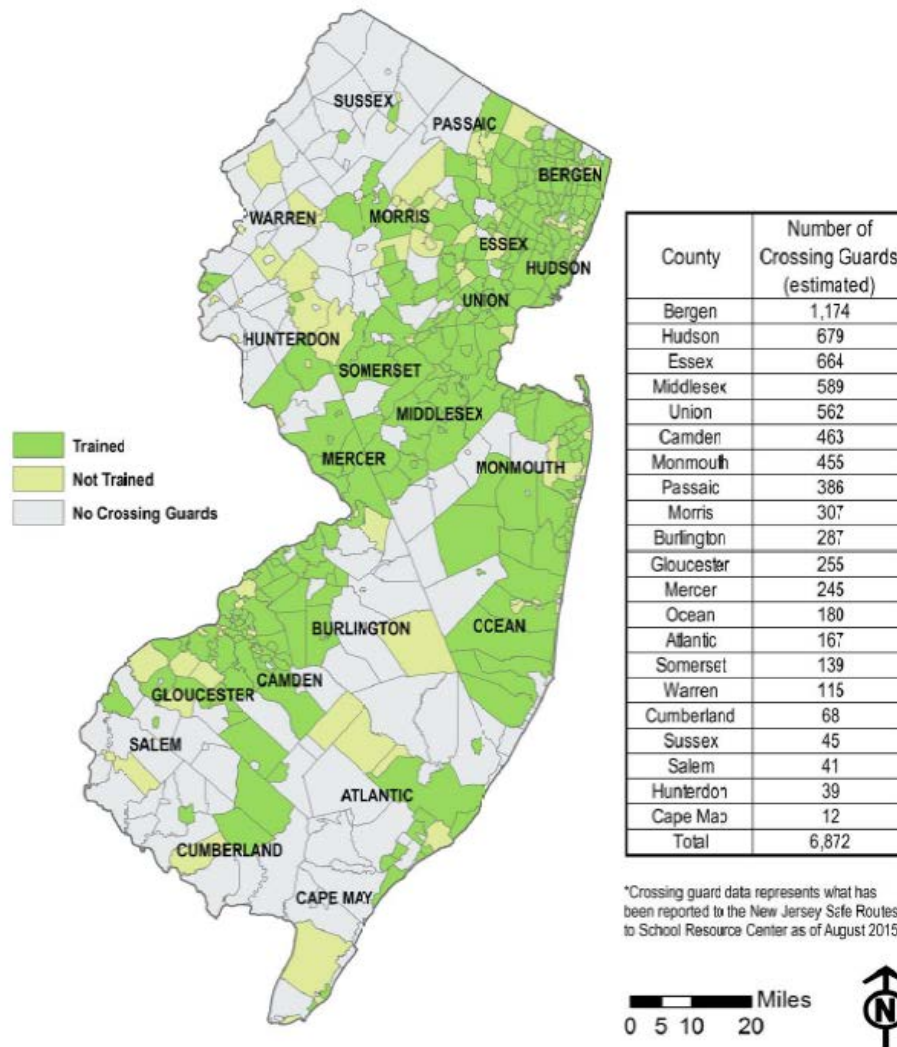 SUSSEX
PASSAIC
BERGEN
WARREN
MORRIS
ESSEX
HUDSON
UNION
HUNTERDON
SOMERSET
MIDDLESEX
MERCER
MONMOUTH
Trained
Not Trained
No Crossing Guards
BURLINGTON
OCEAN
CAMDEN
GLOUCESTER
SALEM
ATLANTIC
CUMBERLAND
CAPE MAY
County Number of Crossing Guards (estimated)
Bergen 1,174
Hudson 679
Essex 664
Middlesex 589
Union 562
Camden 463
Monmouth 455
Passaic 386
Morris 307
Burlington 287
Gloucester 255
Mercer 245
Ocean 180
Atlantic 167
Somerset 139
Warren 115
Cumberland 68
Sussex 45
Salem 41
Hunterdon 39
Cape May 12
Total 6,872
*Crossing guard data represents what has
been reported to the New Jersey Safe Routes
to School Resource Center as of August 2015
Miles
0 5 10 20
N